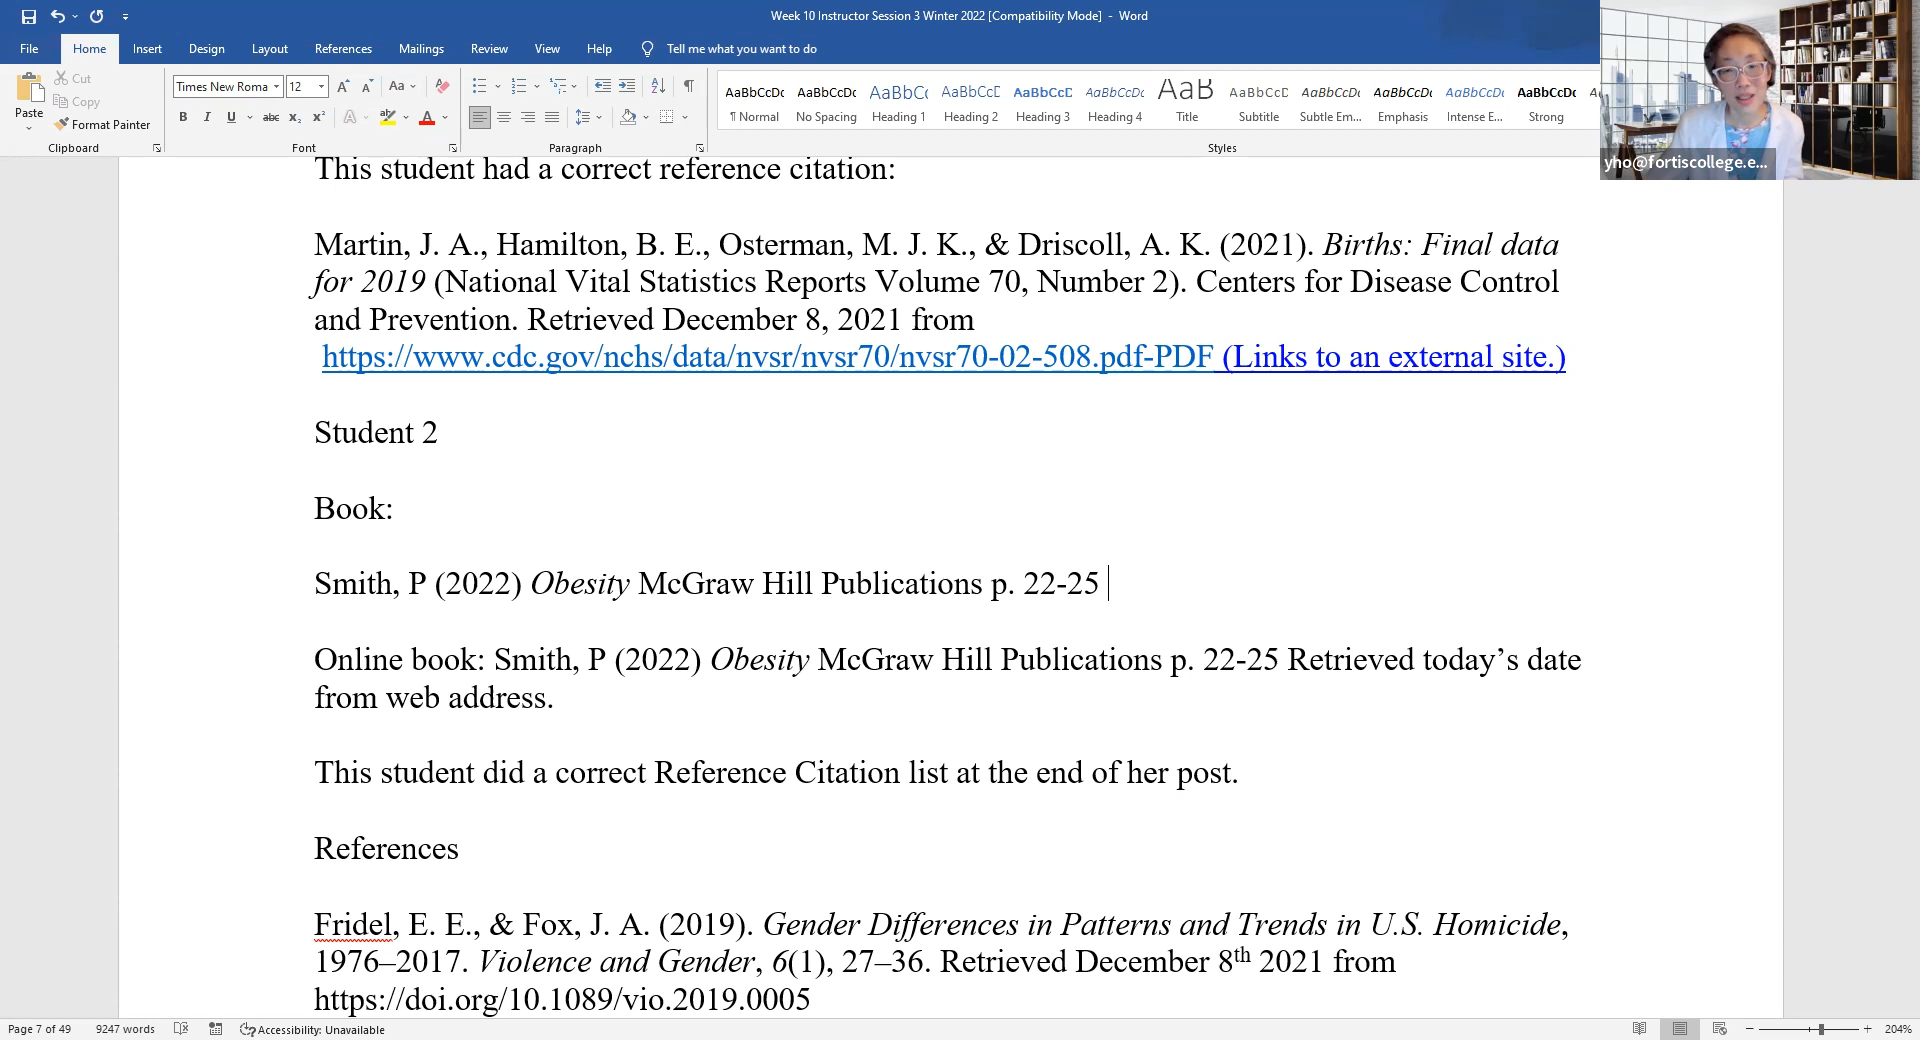 Week 10 Instructor Session 3 Winter 2022 [Compatibility Mode] - Word
File Home Insert Design Layout References Mailings Review View Help Tell me what you want to do
Cut
Copy
Paste
Format Painter
Times New Roma 12
Aa
B I U abc x₂ x² A ab A
Clipboard Font Paragraph Styles
AaBbCcDc AaBbCcDc AaBbC AaBbCcC AaBbCcD AaBbCcDc AaB AaBbCcD AaBbCcDc AaBbCcDc AaBbCcDc AaBbCcDc
¶ Normal No Spacing Heading 1 Heading 2 Heading 3 Heading 4 Title Subtitle Subtle Em... Emphasis Intense E... Strong
yho@fortiscollege.e...
This student had a correct reference citation:
Martin, J. A., Hamilton, B. E., Osterman, M. J. K., & Driscoll, A. K. (2021). Births: Final data
for 2019 (National Vital Statistics Reports Volume 70, Number 2). Centers for Disease Control
and Prevention. Retrieved December 8, 2021 from
https://www.cdc.gov/nchs/data/nvsr/nvsr70/nvsr70-02-508.pdf-PDF (Links to an external site.)
Student 2
Book:
Smith, P (2022) Obesity McGraw Hill Publications p. 22-25
Online book: Smith, P (2022) Obesity McGraw Hill Publications p. 22-25 Retrieved today’s date
from web address.
This student did a correct Reference Citation list at the end of her post.
References
Fridel, E. E., & Fox, J. A. (2019). Gender Differences in Patterns and Trends in U.S. Homicide,
1976–2017. Violence and Gender, 6(1), 27–36. Retrieved December 8th 2021 from
https://doi.org/10.1089/vio.2019.0005
Page 7 of 49 9247 words Accessibility: Unavailable 204%